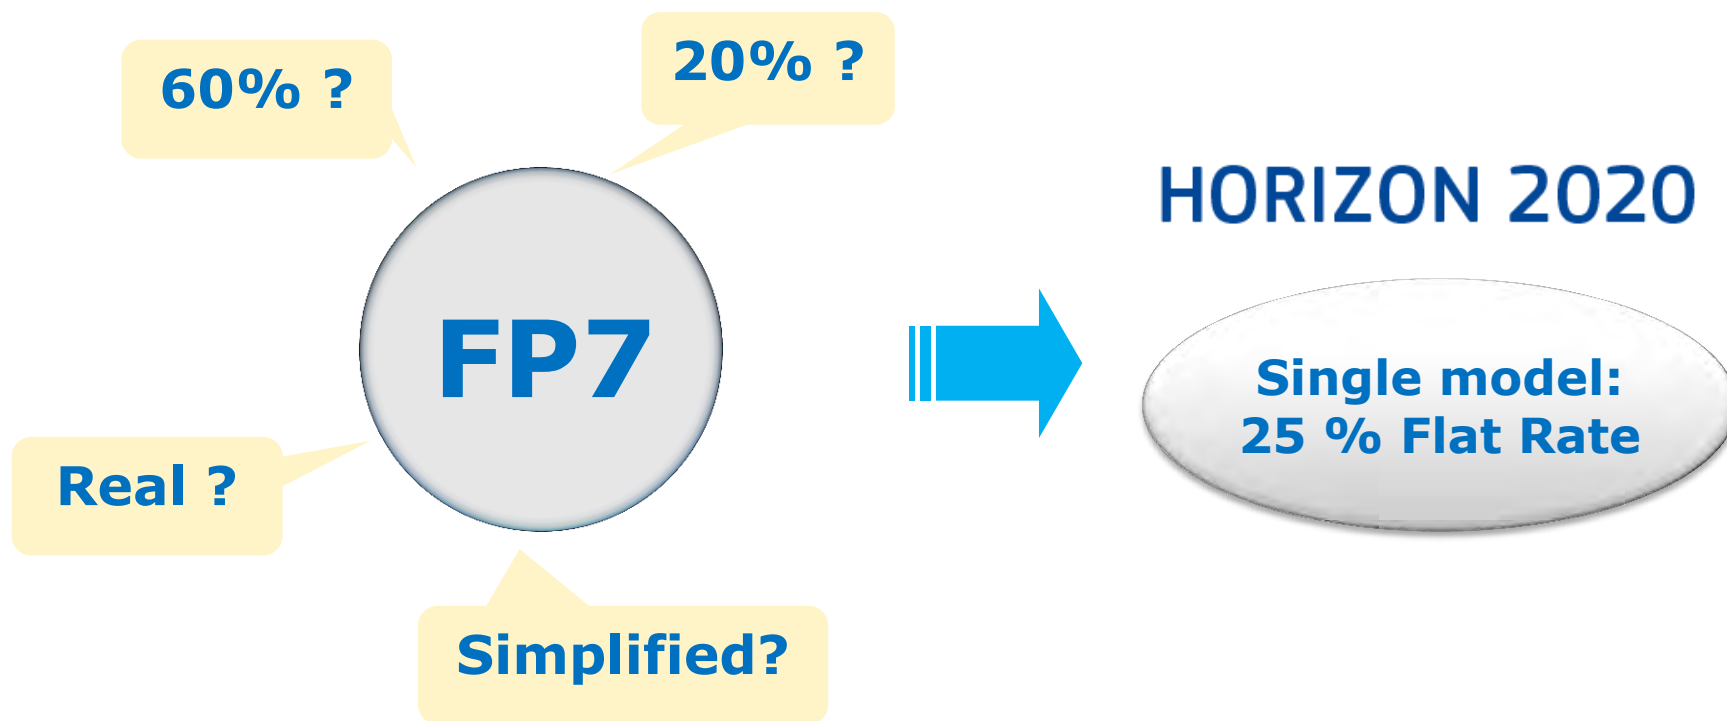 60% ?
20% ?
FP7
Real ?
Simplified?
HORIZON 2020
Single model:
25 % Flat Rate